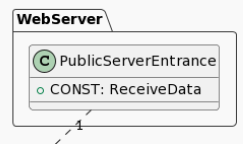 WebServer
C PublicServerEntrance
CONST: ReceiveData
1